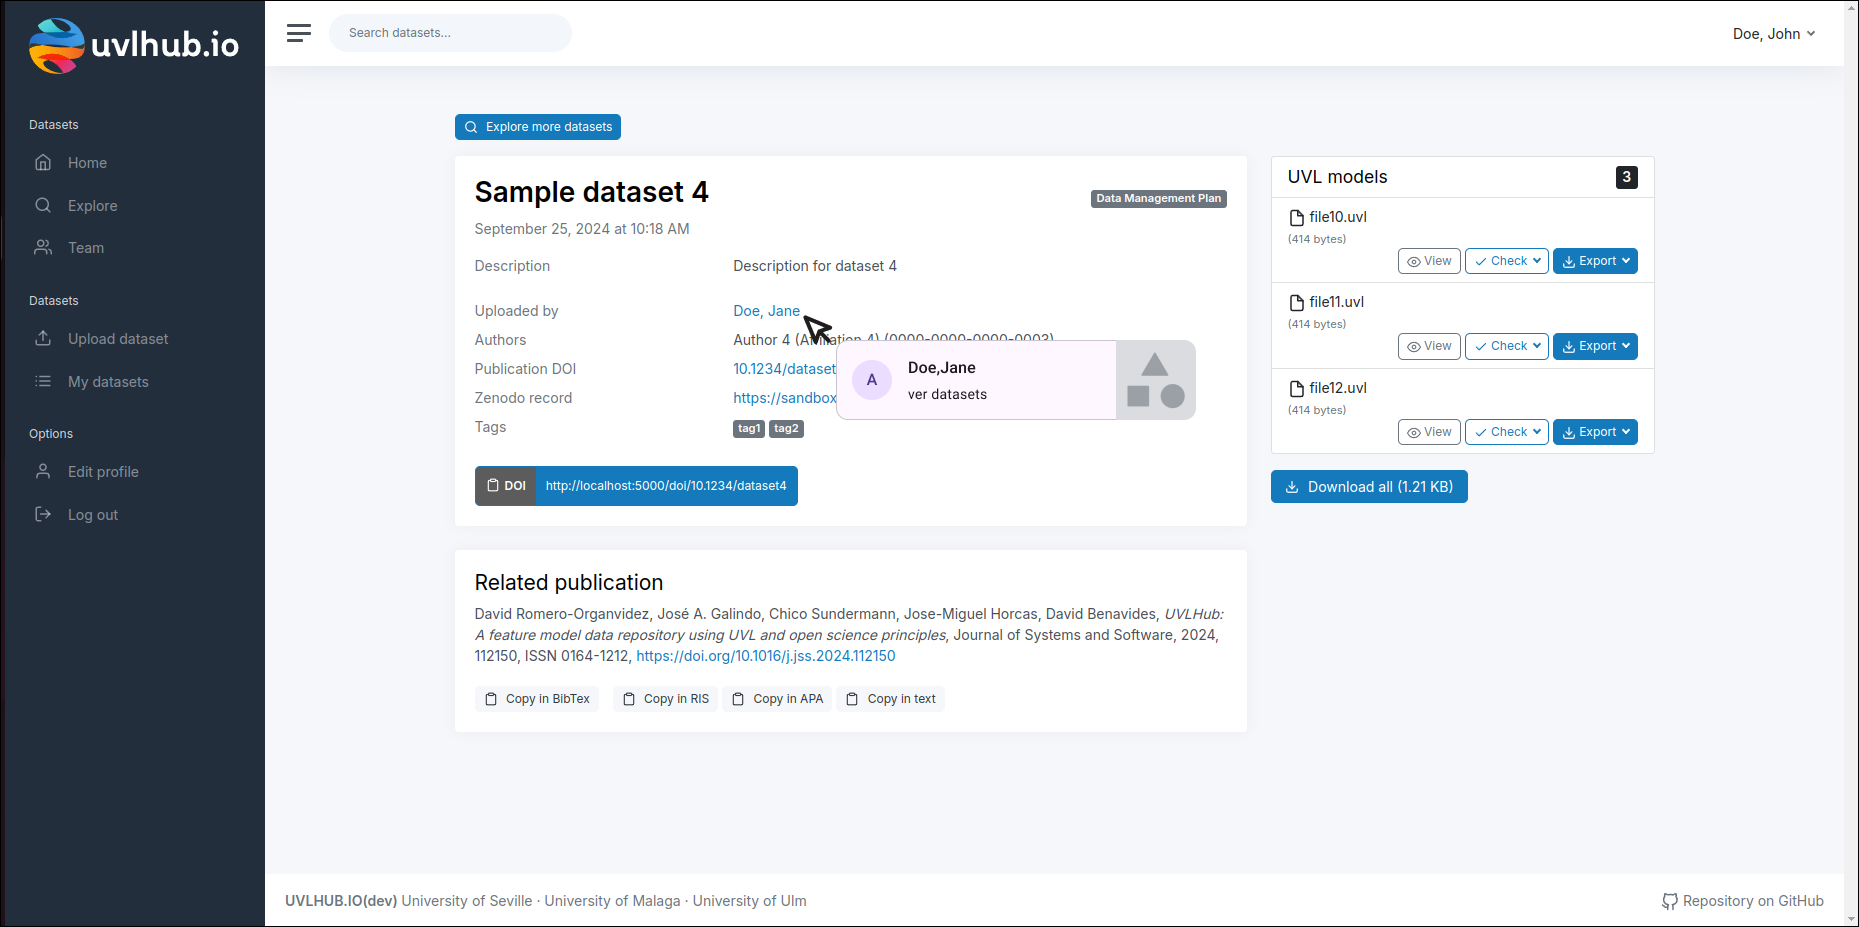 uvlhub.io
Search datasets...
Doe, John
Datasets
Home
Explore
Team
Datasets
Upload dataset
My datasets
Options
Edit profile
Log out
Explore more datasets
Sample dataset 4
Data Management Plan
September 25, 2024 at 10:18 AM
Description Description for dataset 4
Uploaded by Doe, Jane
Authors Author 4 (Affiliation 4) (0000-0000-0000-0003)
Publication DOI 10.1234/dataset
Zenodo record https://sandbox
Tags tag1 tag2
A
Doe,Jane
ver datasets
DOI http://localhost:5000/doi/10.1234/dataset4
Related publication
David Romero-Organvidez, José A. Galindo, Chico Sundermann, Jose-Miguel Horcas, David Benavides, UVLHub:
A feature model data repository using UVL and open science principles, Journal of Systems and Software, 2024,
112150, ISSN 0164-1212, https://doi.org/10.1016/j.jss.2024.112150
Copy in BibTex Copy in RIS Copy in APA Copy in text
UVL models 3
file10.uvl
(414 bytes)
View Check Export
file11.uvl
(414 bytes)
View Check Export
file12.uvl
(414 bytes)
View Check Export
Download all (1.21 KB)
UVLHUB.IO(dev) University of Seville · University of Malaga · University of Ulm
Repository on GitHub